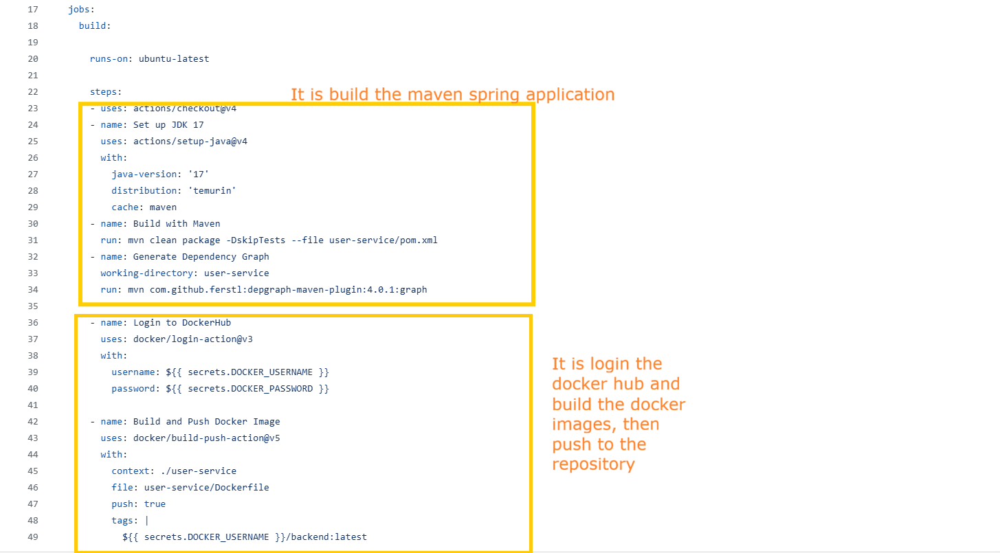 17 jobs:
18 build:
19
20 runs-on: ubuntu-latest
21
22 steps:
It is build the maven spring application
23 - uses: actions/checkout@v4
24 - name: Set up JDK 17
25 uses: actions/setup-java@v4
26 with:
27 java-version: '17'
28 distribution: 'temurin'
29 cache: maven
30 - name: Build with Maven
31 run: mvn clean package -DskipTests --file user-service/pom.xml
32 - name: Generate Dependency Graph
33 working-directory: user-service
34 run: mvn com.github.ferstl:depgraph-maven-plugin:4.0.1:graph
35
36 - name: Login to DockerHub
37 uses: docker/login-action@v3
38 with:
39 username: ${{ secrets.DOCKER_USERNAME }}
40 password: ${{ secrets.DOCKER_PASSWORD }}
41
42 - name: Build and Push Docker Image
43 uses: docker/build-push-action@v5
44 with:
45 context: ./user-service
46 file: user-service/Dockerfile
47 push: true
48 tags: |
49 ${{ secrets.DOCKER_USERNAME }}/backend:latest
It is login the
docker hub and
build the docker
images, then
push to the
repository